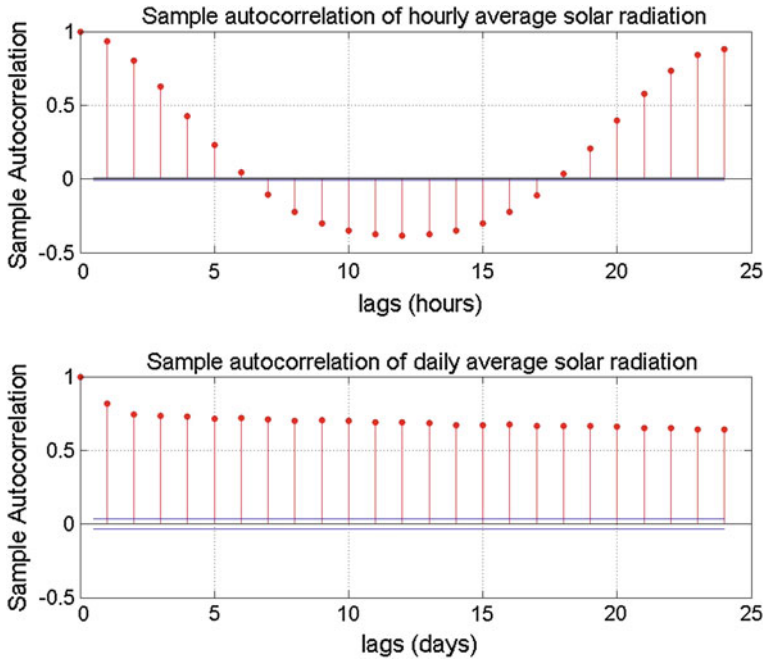 Sample autocorrelation of hourly average solar radiation
Sample Autocorrelation
1
0.5
0
-0.5
0 5 10 15 20 25
lags (hours)
Sample autocorrelation of daily average solar radiation
Sample Autocorrelation
1
0.5
0
-0.5
0 5 10 15 20 25
lags (days)